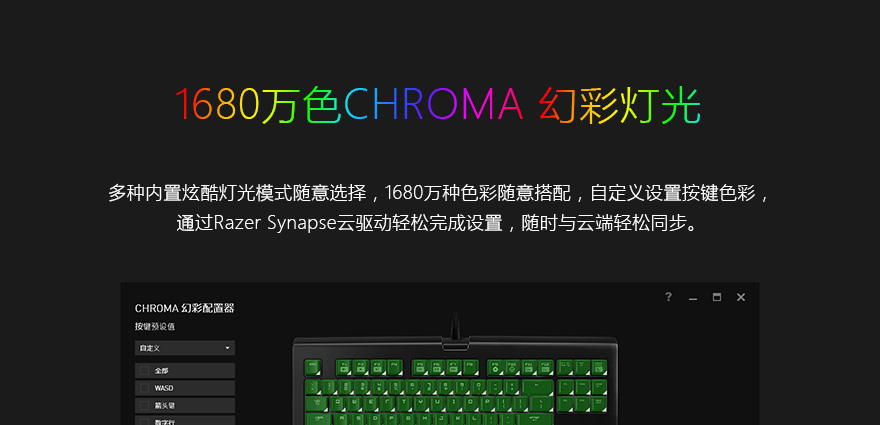 1680万色CHROMA 幻彩灯光
多种内置炫酷灯光模式随意选择，1680万种色彩随意搭配，自定义设置按键色彩，
通过Razer Synapse云驱动轻松完成设置，随时与云端轻松同步。
CHROMA 幻彩配置器
按键预设值
自定义
全部
WASD
箭头键
数字行